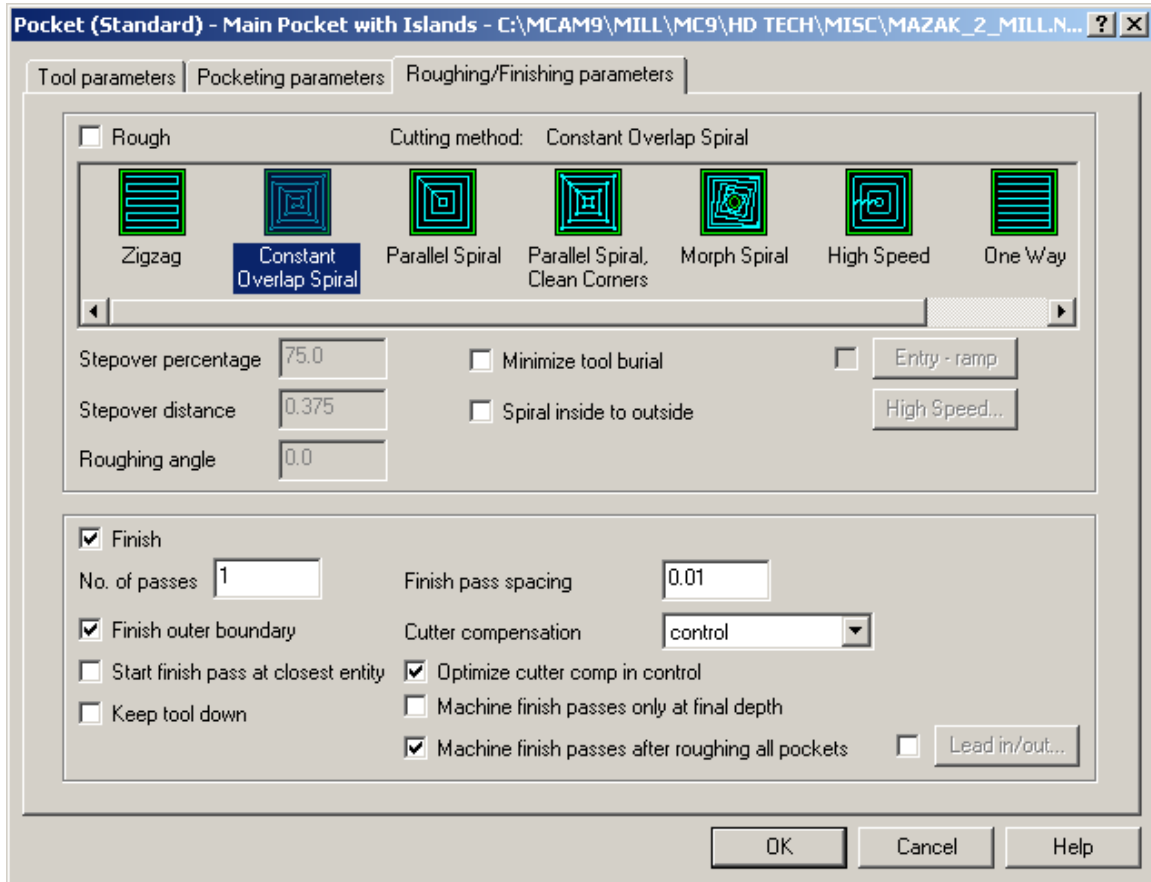 Pocket (Standard) - Main Pocket with Islands - C:\MCAM9\MILL\MC9\HD TECH\MISC\MAZAK_2_MILL.N...
Tool parameters Pocketing parameters Roughing/Finishing parameters
Rough Cutting method: Constant Overlap Spiral
Zigzag Constant Overlap Spiral Parallel Spiral Parallel Spiral, Clean Corners Morph Spiral High Speed One Way
Stepover percentage 75.0 Minimize tool burial Entry - ramp
Stepover distance 0.375 Spiral inside to outside High Speed...
Roughing angle 0.0
Finish
No. of passes 1 Finish pass spacing 0.01
Finish outer boundary Cutter compensation control
Start finish pass at closest entity Optimize cutter comp in control
Keep tool down Machine finish passes only at final depth
Machine finish passes after roughing all pockets Lead in/out...
OK Cancel Help